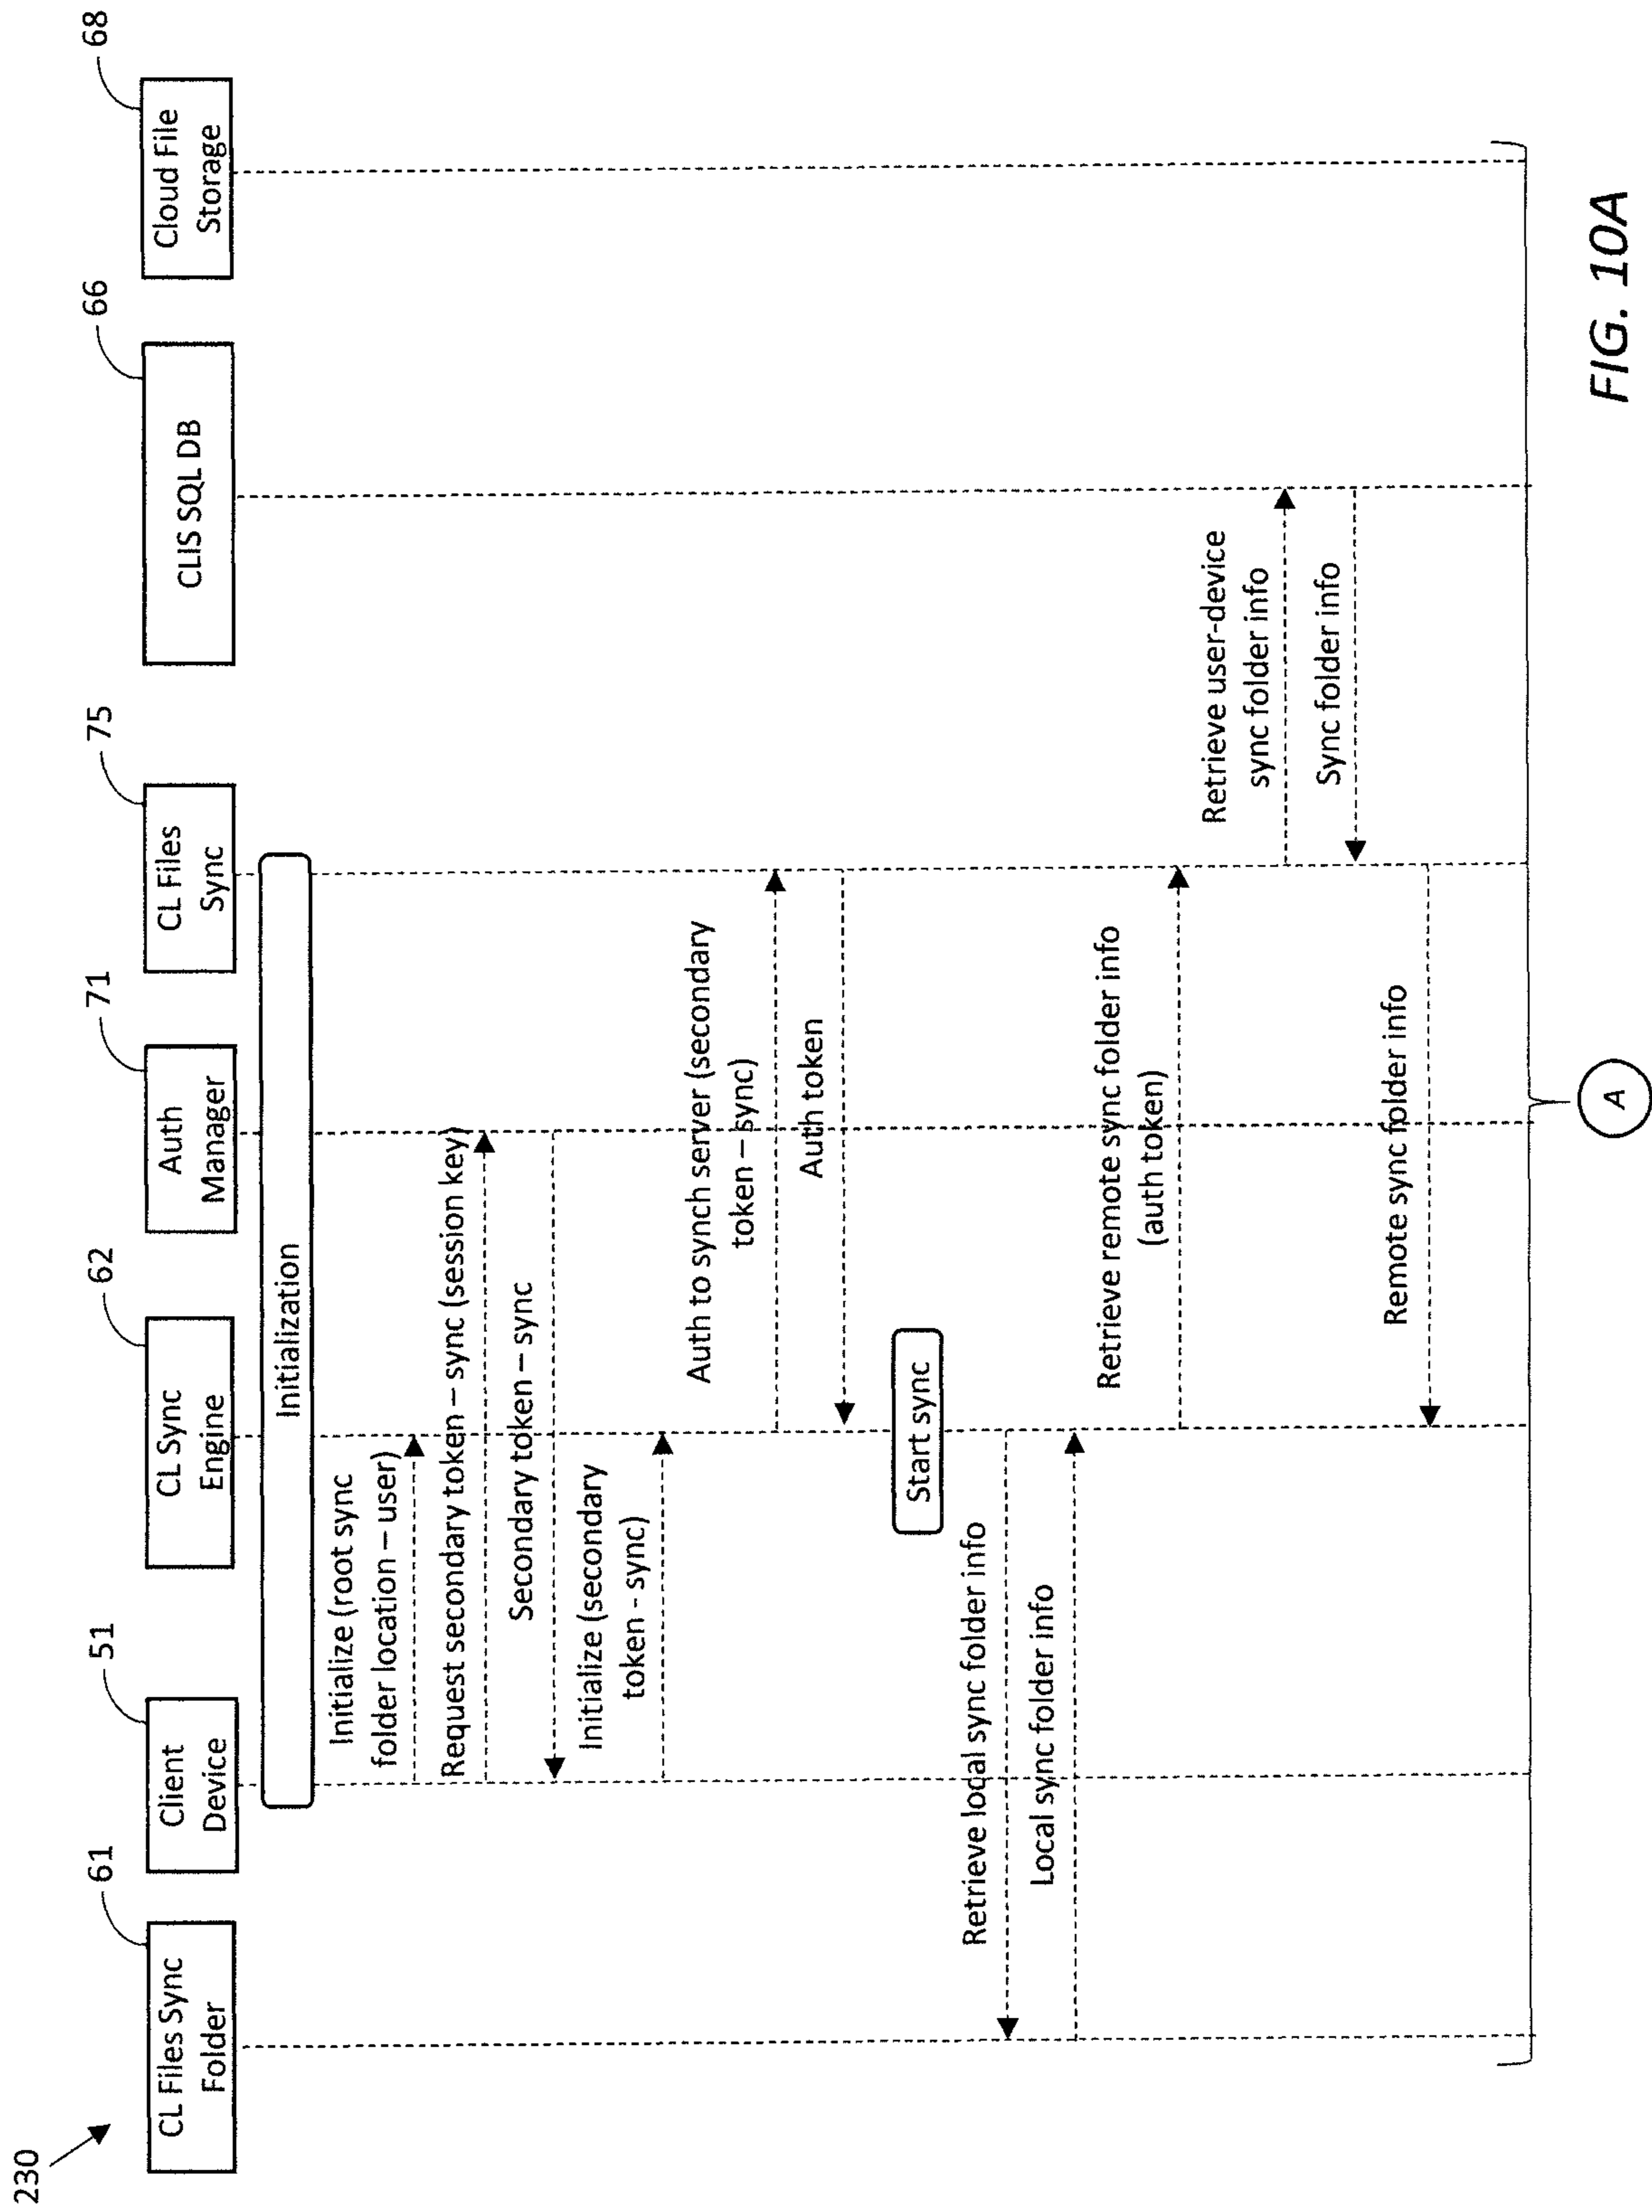 230
61
51
62
71
75
66
68
CL Files Sync
Folder
Client
Device
CL Sync
Engine
Auth
Manager
CL Files
Sync
CLIS SQL DB
Cloud File
Storage
Initialization
Initialize (root sync
folder location – user)
Request secondary token – sync (session key)
Secondary token – sync
Initialize (secondary
token - sync)
Auth to synch server (secondary
token – sync)
Auth token
Start sync
Retrieve local sync folder info
Local sync folder info
Retrieve remote sync folder info
(auth token)
Retrieve user-device
sync folder info
Sync folder info
Remote sync folder info
A
FIG. 10A